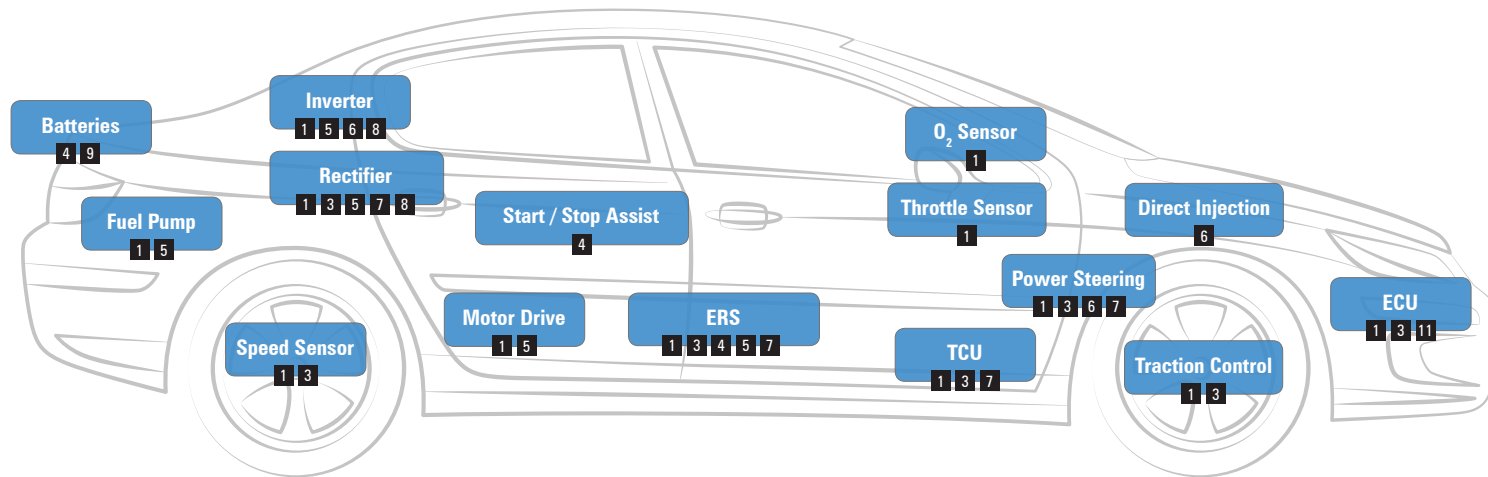 Inverter
1 5 6 8
Batteries
4 9
O2 Sensor
1
Rectifier
1 3 5 7 8
Fuel Pump
1 5
Start / Stop Assist
4
Throttle Sensor
1
Direct Injection
6
Power Steering
1 3 6 7
ECU
1 3 11
Motor Drive
1 5
ERS
1 3 4 5 7
Speed Sensor
1 3
TCU
1 3 7
Traction Control
1 3